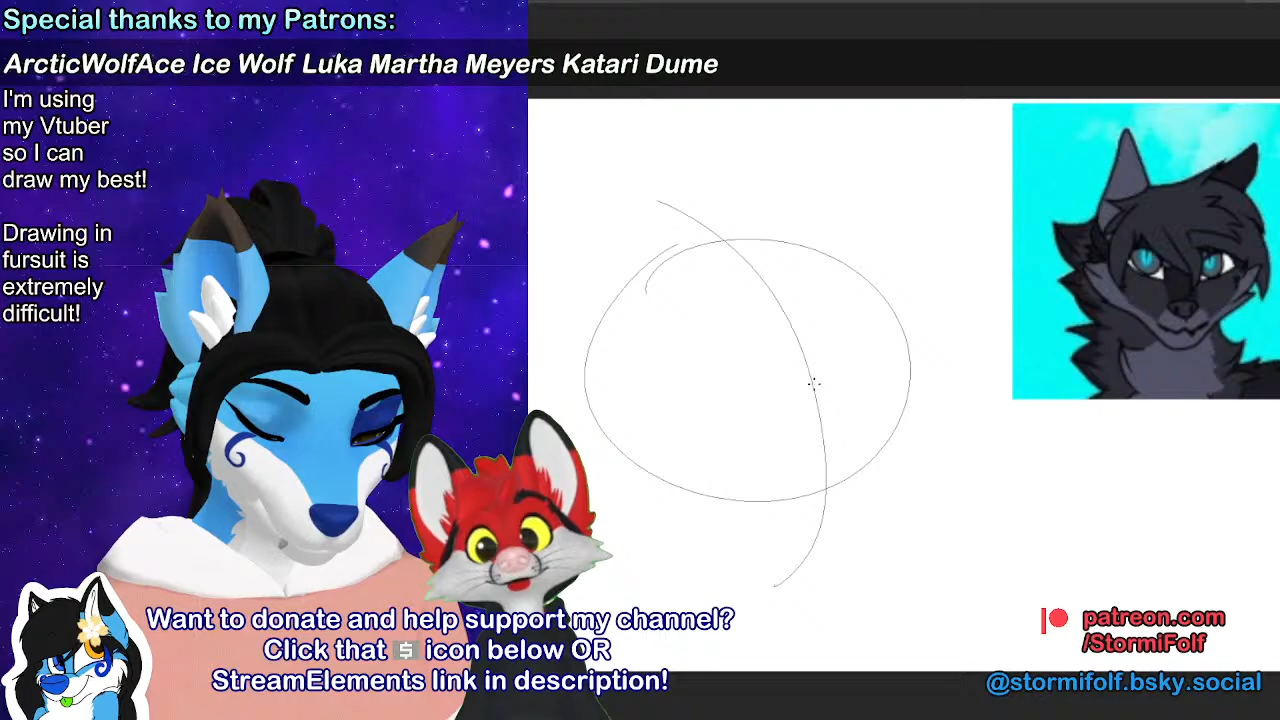 Special thanks to my Patrons:
ArcticWolfAce Ice Wolf Luka Martha Meyers Katari Dume
I'm using
my Vtuber
so I can
draw my best!
Drawing in
fursuit is
extremely
difficult!
Want to donate and help support my channel?
Click that $ icon below OR
StreamElements link in description!
patreon.com
/StormiFolf
@stormifolf.bsky.social